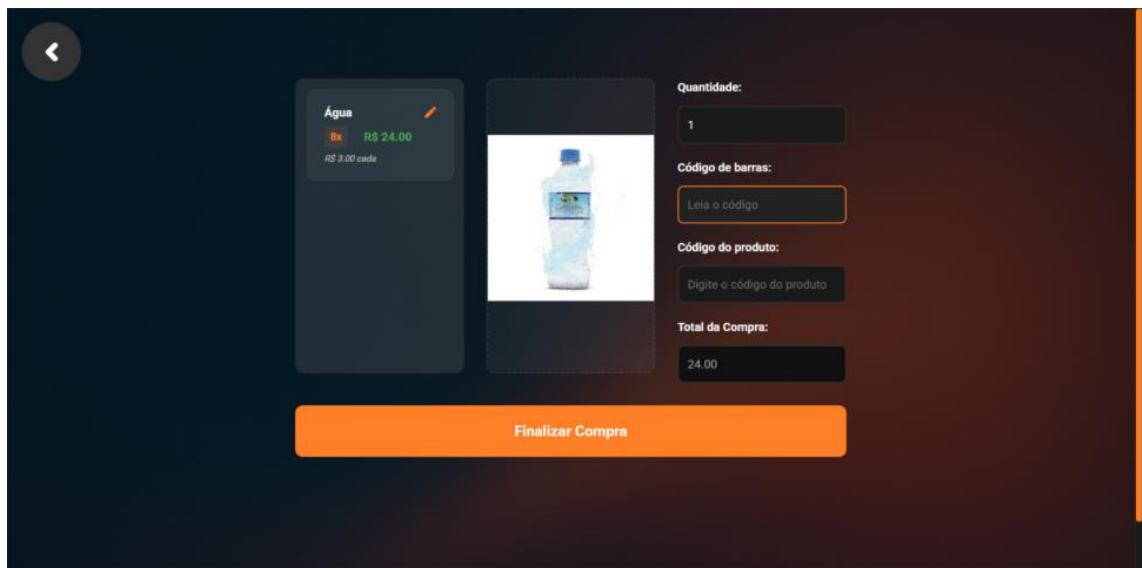 Água
8x R$ 24.00
R$ 3.00 cada
Quantidade:
1
Código de barras:
Leia o código
Código do produto:
Digite o código do produto
Total da Compra:
24.00
Finalizar Compra